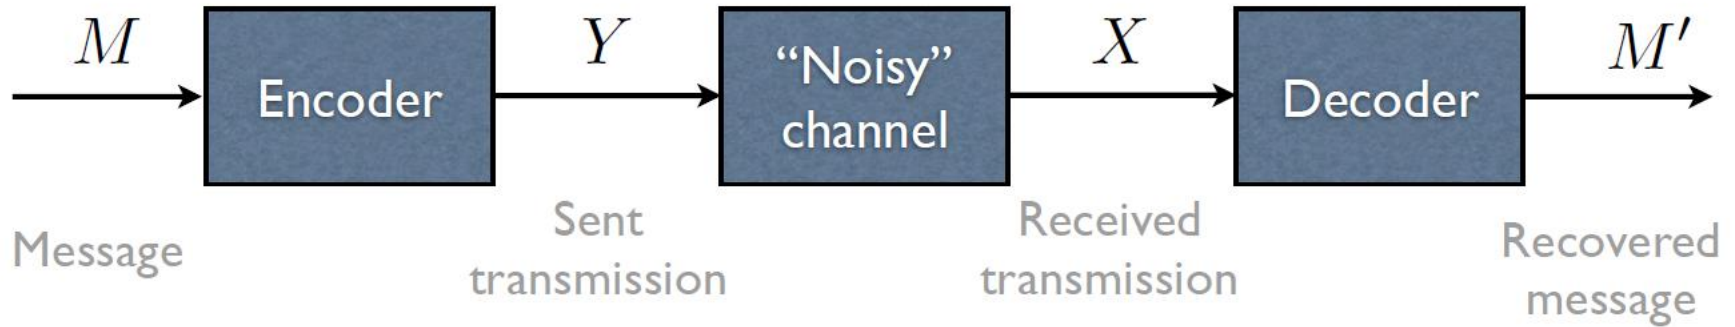 M
Y
X
M′
Encoder
“Noisy”
channel
Decoder
Message
Sent
transmission
Received
transmission
Recovered
message